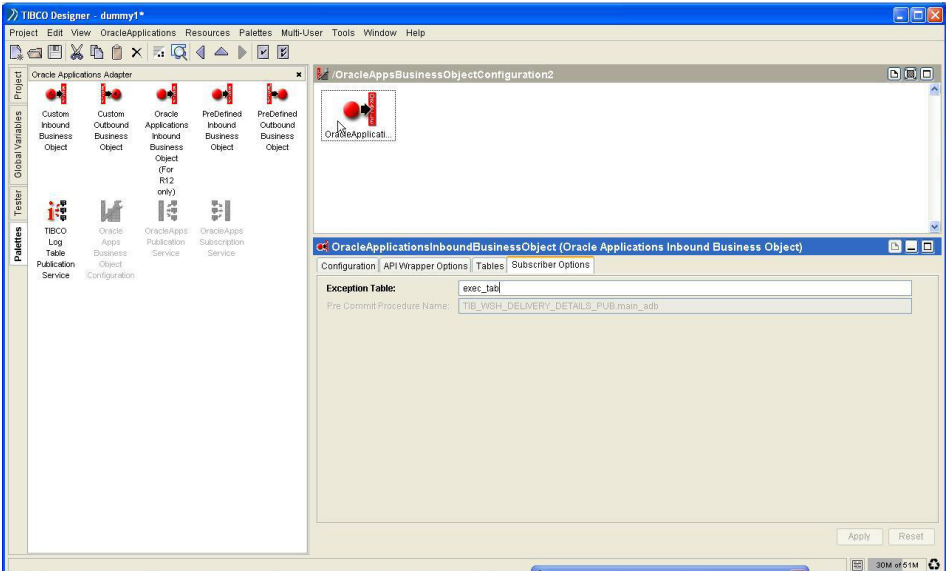 TIBCO Designer - dummy1*
Project Edit View OracleApplications Resources Palettes Multi-User Tools Window Help
Project
Global Variables
Tester
Palettes
Oracle Applications Adapter
Custom Inbound Business Object
Custom Outbound Business Object
Oracle Applications Inbound Business Object (For R12 only)
PreDefined Inbound Business Object
PreDefined Outbound Business Object
TIBCO Log Table Publication Service
Oracle Apps Business Object Configuration
OracleApps Publication Service
OracleApps Subscription Service
/OracleAppsBusinessObjectConfiguration2
OracleApplicati...
OracleApplicationsInboundBusinessObject (Oracle Applications Inbound Business Object)
Configuration API Wrapper Options Tables Subscriber Options
Exception Table: exec_tab
Pre Commit Procedure Name: TIB_WSH_DELIVERY_DETAILS_PUB.main_adb
Apply Reset
30M of 51M